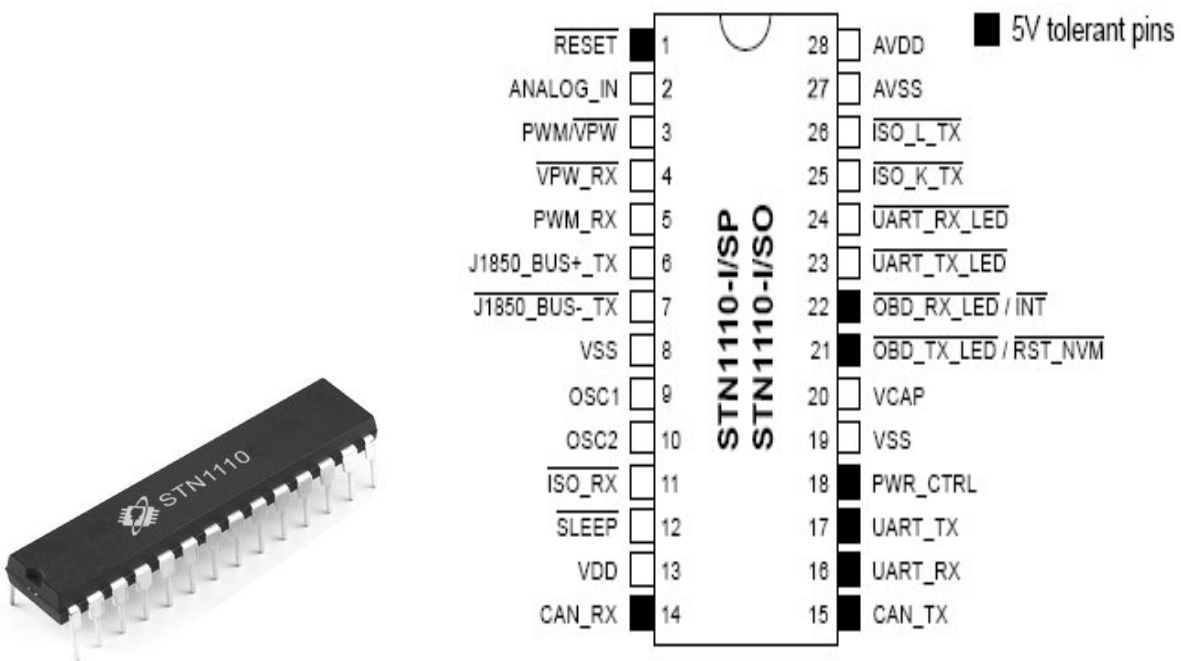 5V tolerant pins
RESET 1
ANALOG_IN 2
PWM/VPW 3
VPW_RX 4
PWM_RX 5
J1850_BUS+_TX 6
J1850_BUS-_TX 7
VSS 8
OSC1 9
OSC2 10
ISO_RX 11
SLEEP 12
VDD 13
CAN_RX 14
STN1110-I/SP
STN1110-I/SO
28 AVDD
27 AVSS
26 ISO_L_TX
25 ISO_K_TX
24 UART_RX_LED
23 UART_TX_LED
22 OBD_RX_LED / INT
21 OBD_TX_LED / RST_NVM
20 VCAP
19 VSS
18 PWR_CTRL
17 UART_TX
16 UART_RX
15 CAN_TX
STN1110